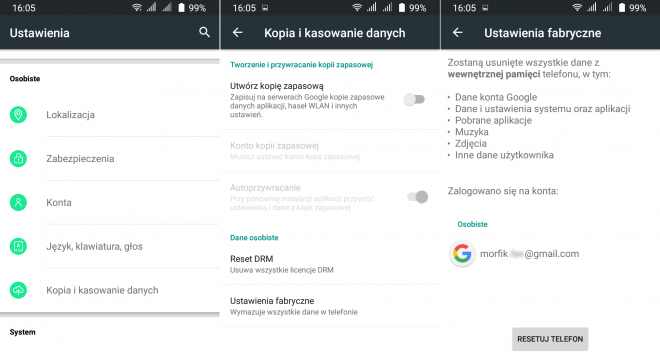 16:05
99%
Ustawienia
Osobiste
Lokalizacja
Zabezpieczenia
Konta
Język, klawiatura, głos
Kopia i kasowanie danych
System
16:05
99%
Kopia i kasowanie danych
Tworzenie i przywracanie kopii zapasowej
Utwórz kopię zapasową
Zapisuj na serwerach Google kopie zapasowe
danych aplikacji, haseł WLAN i innych
ustawień.
Konto kopii zapasowej
Musisz ustawić konto kopii zapasowej
Autoprzywracanie
Przy ponownej instalacji aplikacji przywróć
ustawienia i dane z kopii zapasowej
Dane osobiste
Reset DRM
Usuwa wszystkie licencje DRM
Ustawienia fabryczne
Wymazuje wszystkie dane w telefonie
16:05
99%
Ustawienia fabryczne
Zostaną usunięte wszystkie dane z
wewnętrznej pamięci telefonu, w tym:
• Dane konta Google
• Dane i ustawienia systemu oraz aplikacji
• Pobrane aplikacje
• Muzyka
• Zdjęcia
• Inne dane użytkownika
Zalogowano się na konta:
Osobiste
morfik @gmail.com
RESETUJ TELEFON